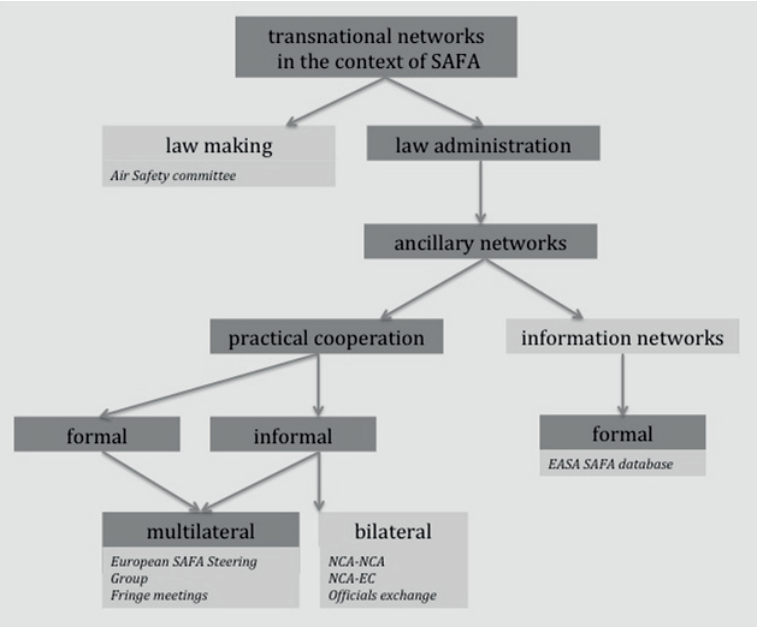 transnational networks
in the context of SAFA
law making
Air Safety committee
law administration
ancillary networks
practical cooperation
information networks
formal
informal
formal
EASA SAFA database
multilateral
European SAFA Steering
Group
Fringe meetings
bilateral
NCA-NCA
NCA-EC
Officials exchange